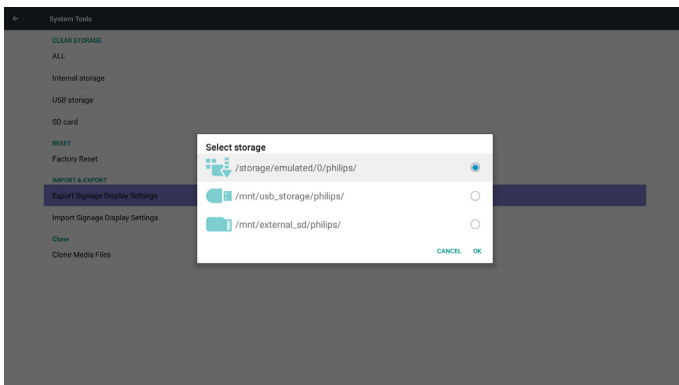 System Tools
CLEAR STORAGE
ALL
Internal storage
USB storage
SD card
RESET
Factory Reset
IMPORT & EXPORT
Export Signage Display Settings
Import Signage Display Settings
Clone
Clone Media Files
Select storage
/storage/emulated/0/philips/
/mnt/usb_storage/philips/
/mnt/external_sd/philips/
CANCEL OK